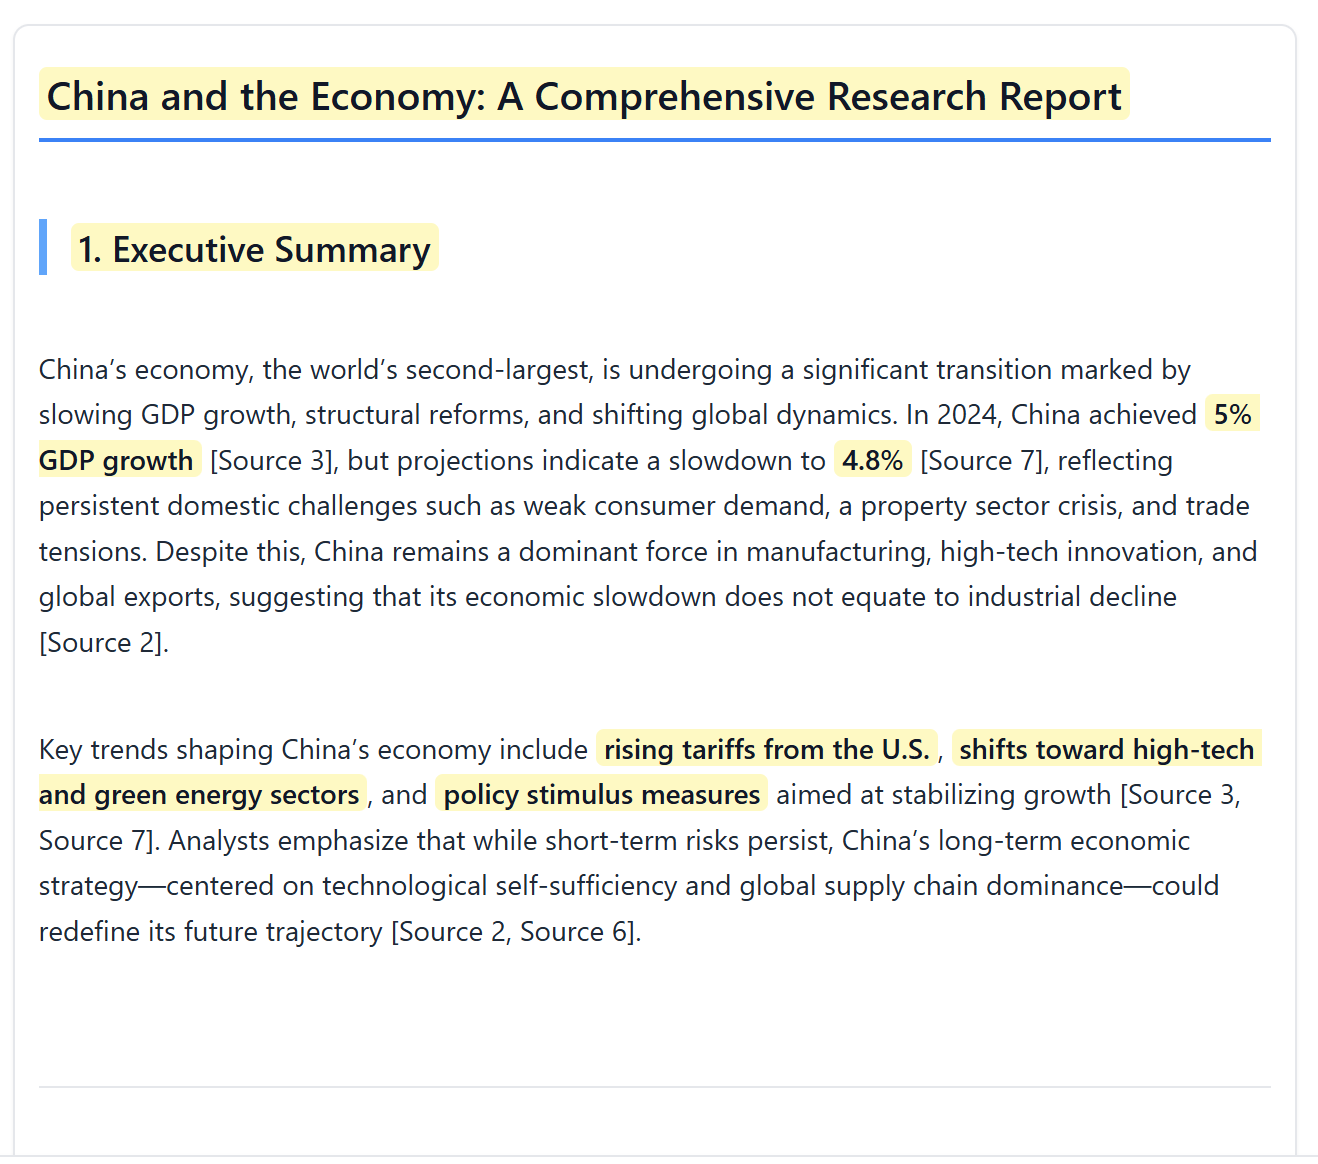 China and the Economy: A Comprehensive Research Report
1. Executive Summary
China’s economy, the world’s second-largest, is undergoing a significant transition marked by
slowing GDP growth, structural reforms, and shifting global dynamics. In 2024, China achieved 5%
GDP growth [Source 3], but projections indicate a slowdown to 4.8% [Source 7], reflecting
persistent domestic challenges such as weak consumer demand, a property sector crisis, and trade
tensions. Despite this, China remains a dominant force in manufacturing, high-tech innovation, and
global exports, suggesting that its economic slowdown does not equate to industrial decline
[Source 2].
Key trends shaping China’s economy include rising tariffs from the U.S., shifts toward high-tech
and green energy sectors, and policy stimulus measures aimed at stabilizing growth [Source 3,
Source 7]. Analysts emphasize that while short-term risks persist, China’s long-term economic
strategy—centered on technological self-sufficiency and global supply chain dominance—could
redefine its future trajectory [Source 2, Source 6].